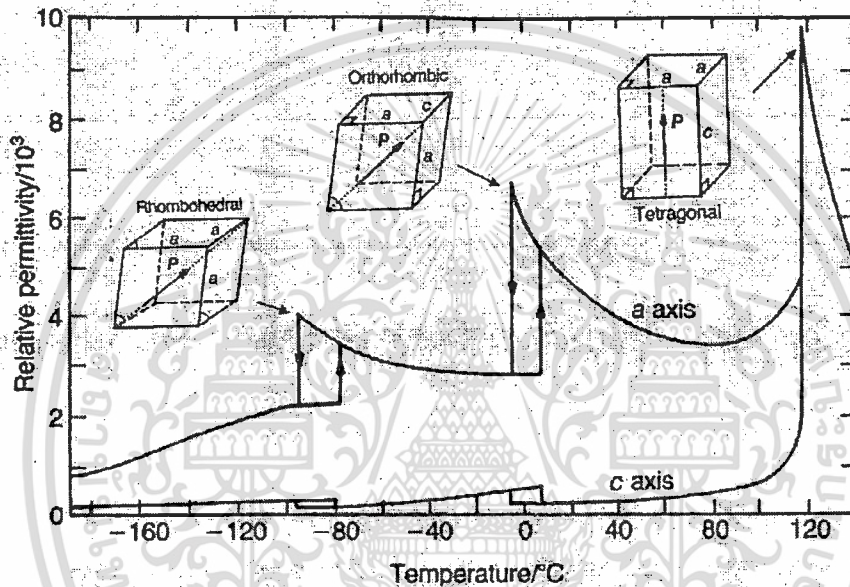 10
8
6
4
2
0
Relative permittivity/10³
Rhombohedral
a
a
P
a
Orthorhombic
c
a
P
a
a
a
P
c
Tetragonal
a axis
c axis
−160 −120 −80 −40 0 40 80 120
Temperature/°C